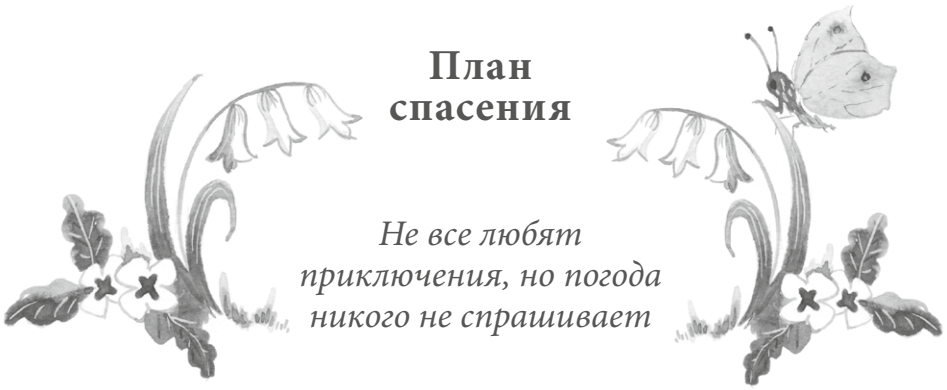 План
спасения
Не все любят
приключения, но погода
никого не спрашивает